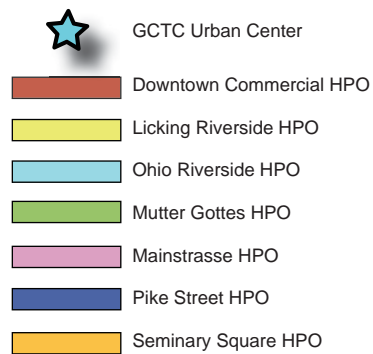 GCTC Urban Center
Downtown Commercial HPO
Licking Riverside HPO
Ohio Riverside HPO
Mutter Gottes HPO
Mainstrasse HPO
Pike Street HPO
Seminary Square HPO